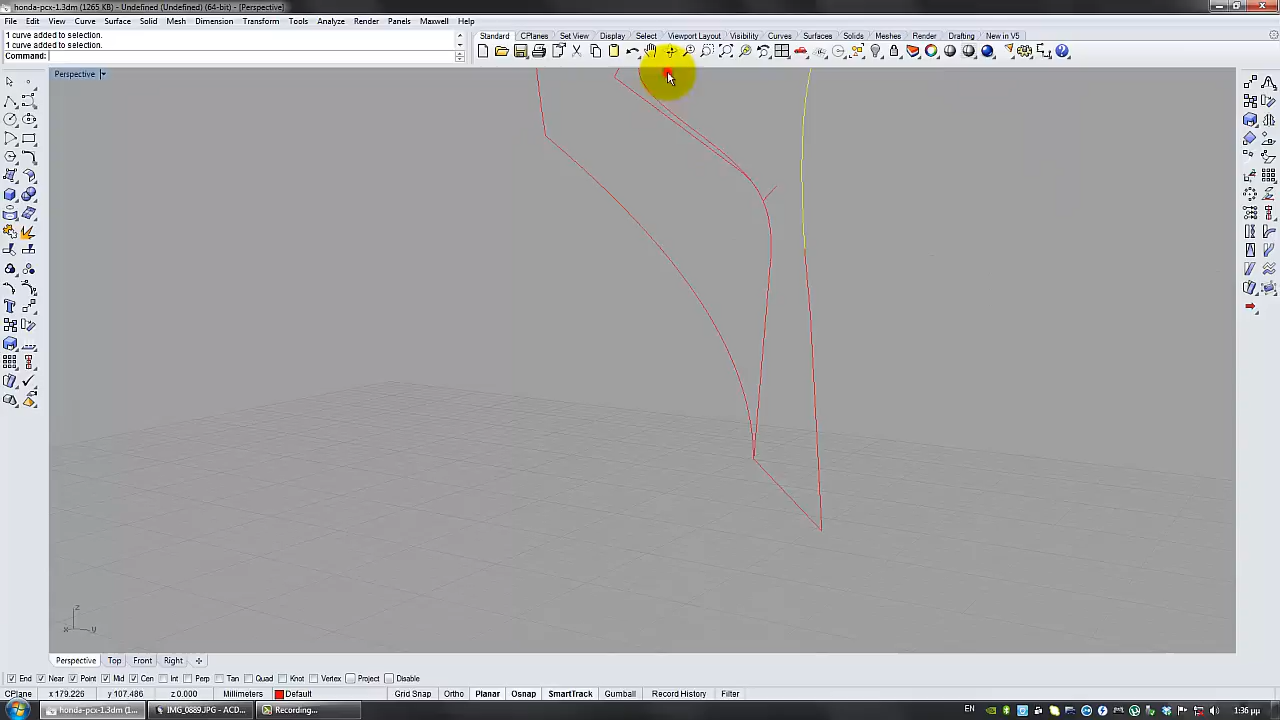 honda-pcx-1.3dm (1265 KB) - Undefined (Undefined) (64-bit) - [Perspective]
File Edit View Curve Surface Solid Mesh Dimension Transform Tools Analyze Render Panels Maxwell Help
1 curve added to selection.
1 curve added to selection.
Command:
Standard CPlanes Set View Display Select Viewport Layout Visibility Curves Surfaces Solids Meshes Render Drafting New in V5
Perspective
z
x y
Perspective Top Front Right
End Near Point Mid Cen Int Perp Tan Quad Knot Vertex Project Disable
CPlane x 179.226 y 107.486 z 0.000 Millimeters Default Grid Snap Ortho Planar Osnap SmartTrack Gumball Record History Filter
honda-pcx-1.3dm (1... IMG_0889.JPG - ACD... Recording... EN 1:36 μμ